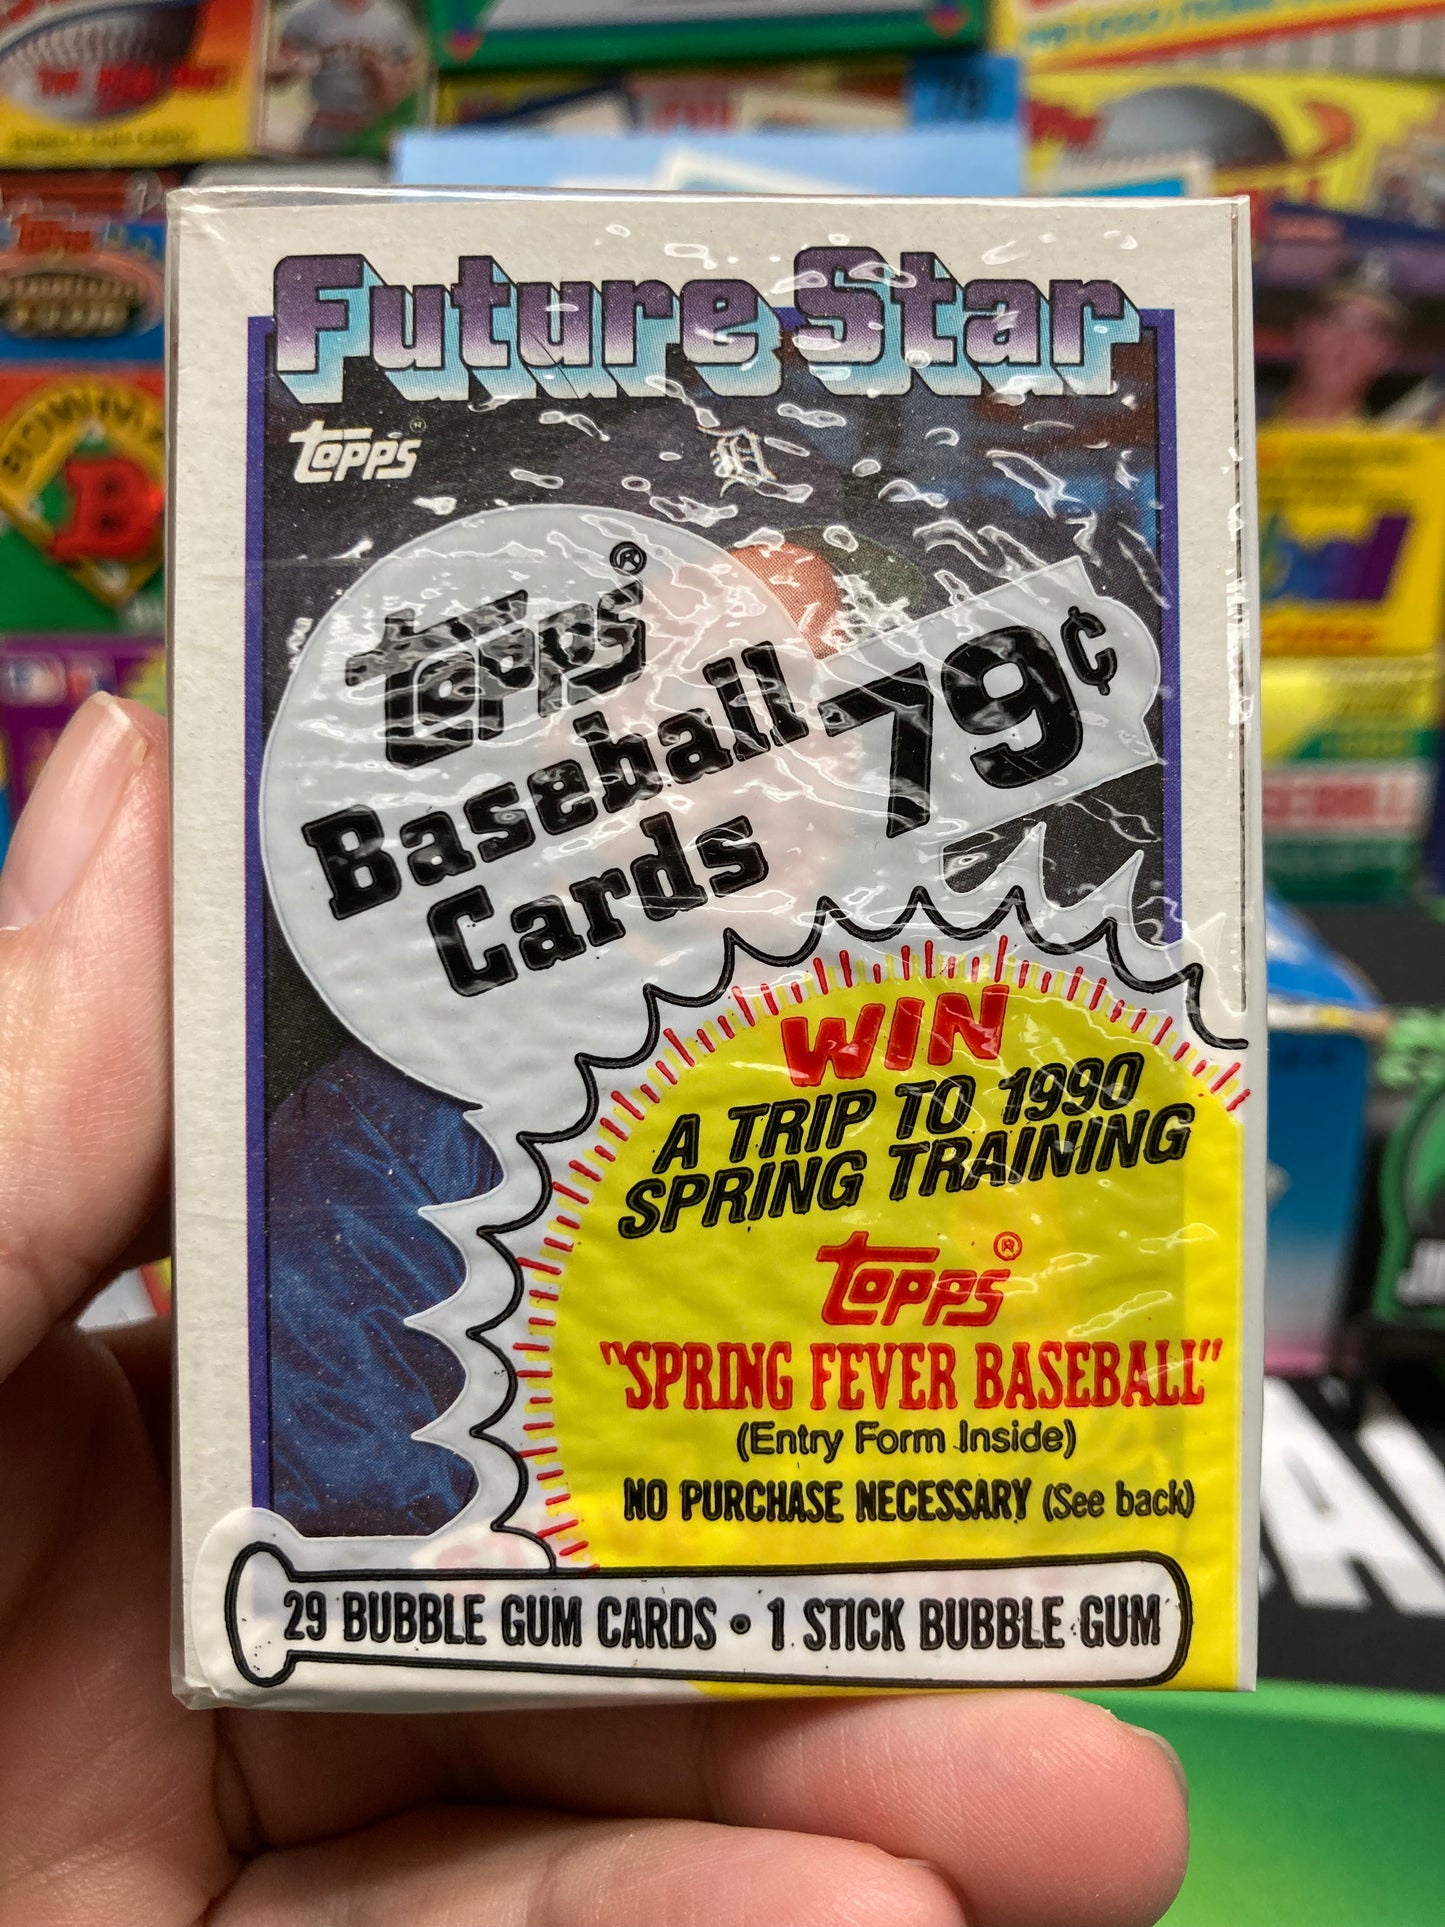 Future Star
topps ®
topps ®
Baseball
Cards
79¢
WIN
A TRIP TO 1990
SPRING TRAINING
topps ®
"SPRING FEVER BASEBALL"
(Entry Form Inside)
NO PURCHASE NECESSARY (See back)
29 BUBBLE GUM CARDS • 1 STICK BUBBLE GUM